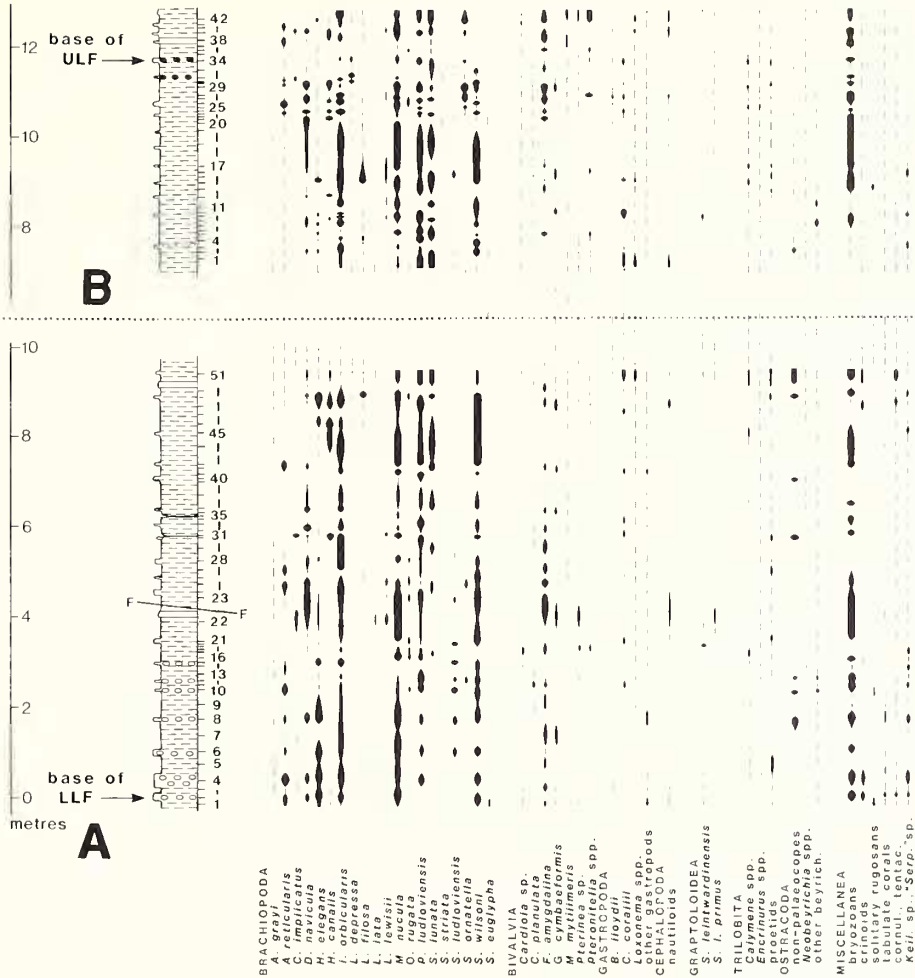 12
10
8
base of
ULF
42
38
34
29
25
20
17
11
4
1
B
10
8
6
4
2
0
metres
51
45
40
35
31
28
23
22
21
16
13
10
9
8
7
6
5
4
1
F
F
base of
LLF
A
BRACHIOPODA
A. grayi
A reticularis
C. implicatus
D. navicula
H. elegans
H. canalis
I. orbicularis
L. depressa
L. filosa
L. lata
L. lewisii
M nucula
O. rugata
P. ludloviensis
S lunata
S. striata
S. ludloviensis
S ornatella
S. wilsoni
S. euglypha
BIVALVIA
Cardiola sp.
C. planulata
F. amygdalina
G cymbaeformis
M mytilimeris
Pterinea sp.
Pteronitella spp.
GASTROPODA
B. lloydii
C. corallii
Loxonema spp.
other gastropods
CEPHALOPODA
nautiloids
GRAPTOLOIDEA
S. leintwardinensis
primus
TRILOBITA
Calymene spp.
Encrinurus spp.
proetids
OSTRACODA
non-palaeocopes
Neobeyrichia spp.
other beyrich.
MISCELLANEA
bryozoans
crinoids
solitary rugosans
tabulate corals
cornul., tentac.
Keil. sp., "Serp." sp.